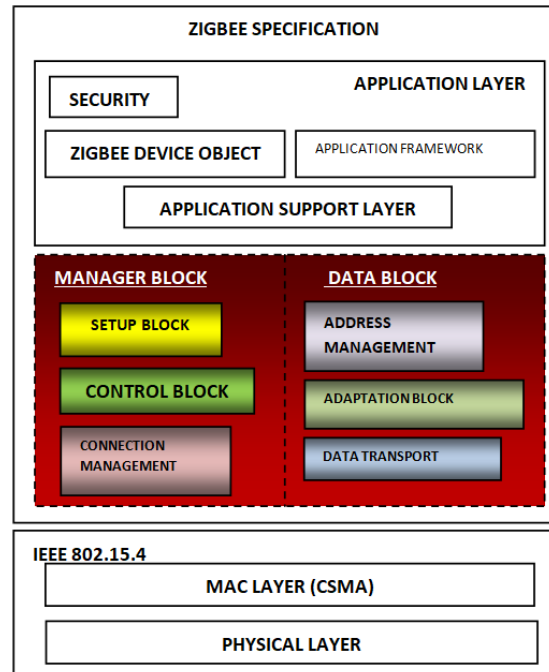 ZIGBEE SPECIFICATION
APPLICATION LAYER
SECURITY
ZIGBEE DEVICE OBJECT
APPLICATION FRAMEWORK
APPLICATION SUPPORT LAYER
MANAGER BLOCK
SETUP BLOCK
CONTROL BLOCK
CONNECTION
MANAGEMENT
DATA BLOCK
ADDRESS
MANAGEMENT
ADAPTATION BLOCK
DATA TRANSPORT
IEEE 802.15.4
MAC LAYER (CSMA)
PHYSICAL LAYER